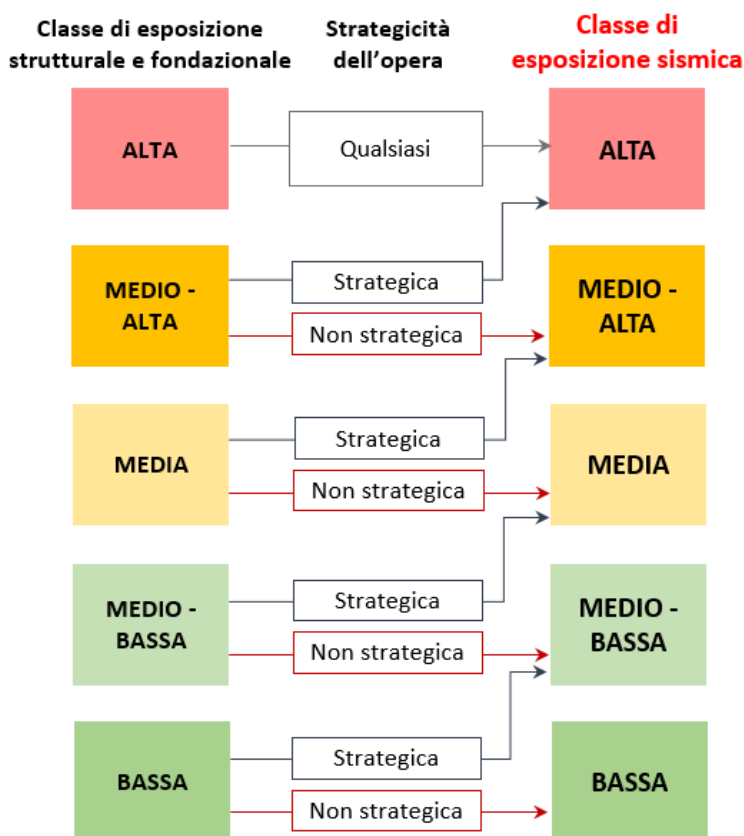 Classe di esposizione
strutturale e fondazionale
Strategicità
dell'opera
Classe di
esposizione sismica
ALTA
Qualsiasi
ALTA
MEDIO -
ALTA
Strategica
Non strategica
MEDIO -
ALTA
MEDIA
Strategica
Non strategica
MEDIA
MEDIO -
BASSA
Strategica
Non strategica
MEDIO -
BASSA
BASSA
Strategica
Non strategica
BASSA